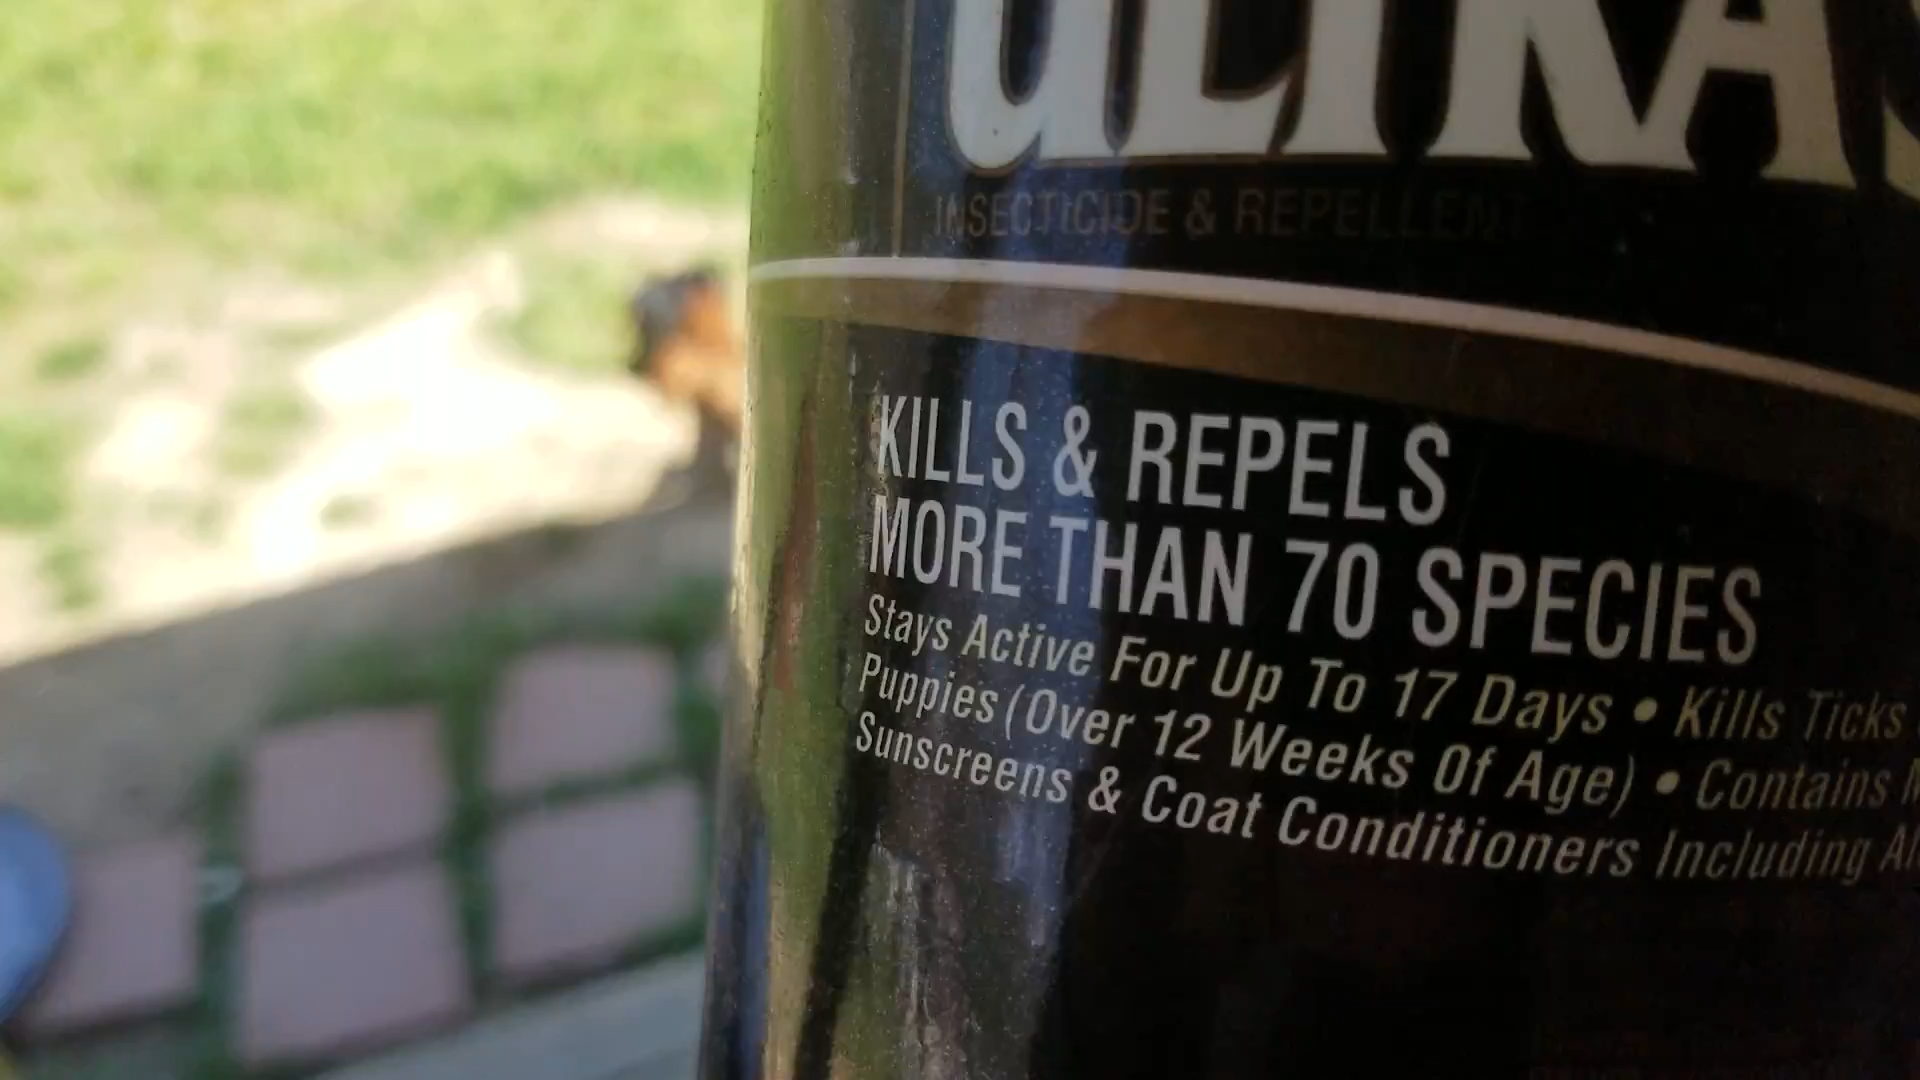 ULTRA
INSECTICIDE & REPELLENT
KILLS & REPELS
MORE THAN 70 SPECIES
Stays Active For Up To 17 Days • Kills Ticks
Puppies (Over 12 Weeks Of Age) • Contains
Sunscreens & Coat Conditioners Including